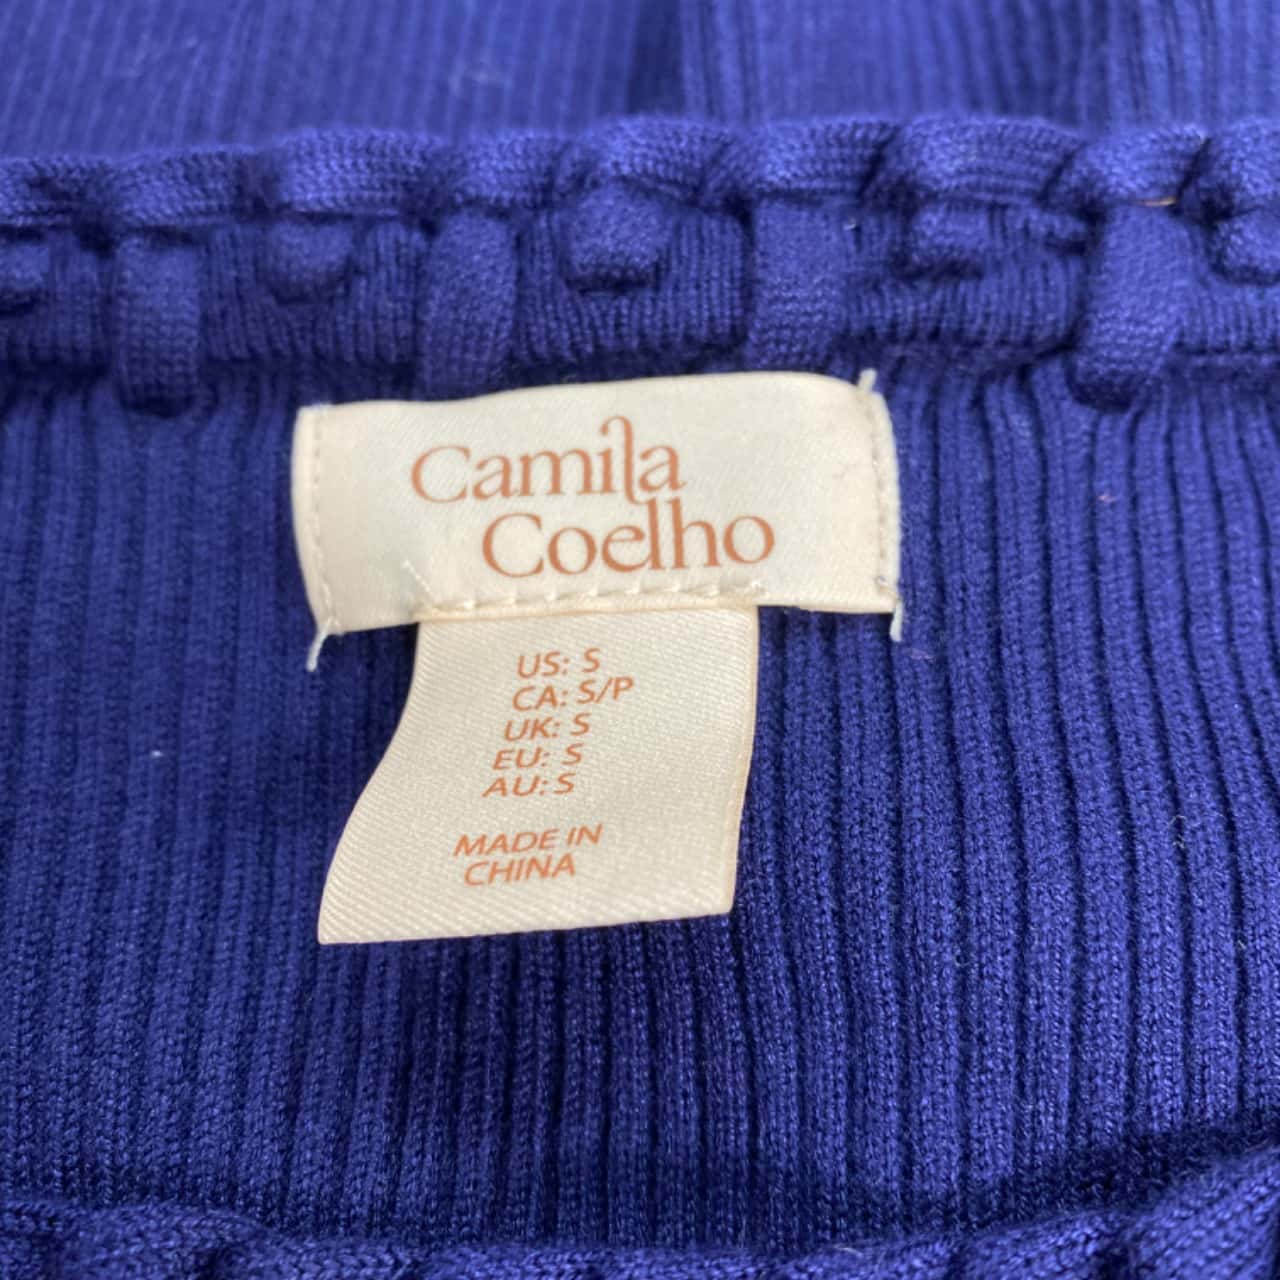 Camila
Coelho
US: S
CA: S/P
UK: S
EU: S
AU: S
MADE IN
CHINA